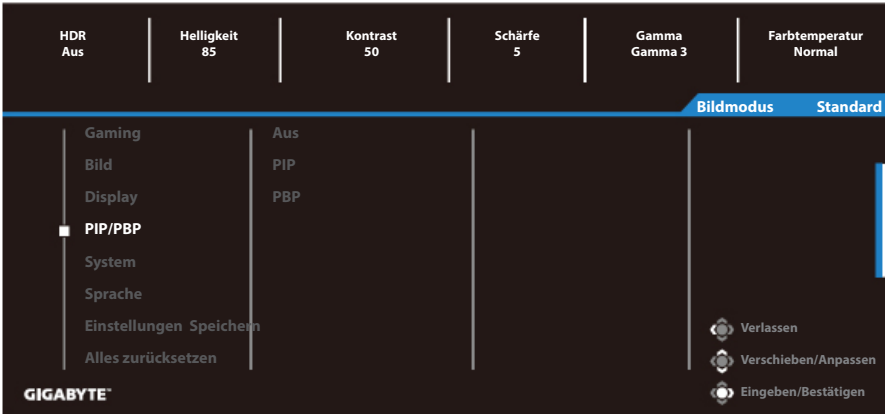 HDR Helligkeit Kontrast Schärfe Gamma Farbtemperatur
Aus 85 50 5 Gamma 3 Normal
Bildmodus Standard
Gaming Aus
Bild PIP
Display PBP
PIP/PBP
System
Sprache
Einstellungen Speichern
Verlassen
Alles zurücksetzen
Verschieben/Anpassen
GIGABYTE™
Eingeben/Bestätigen